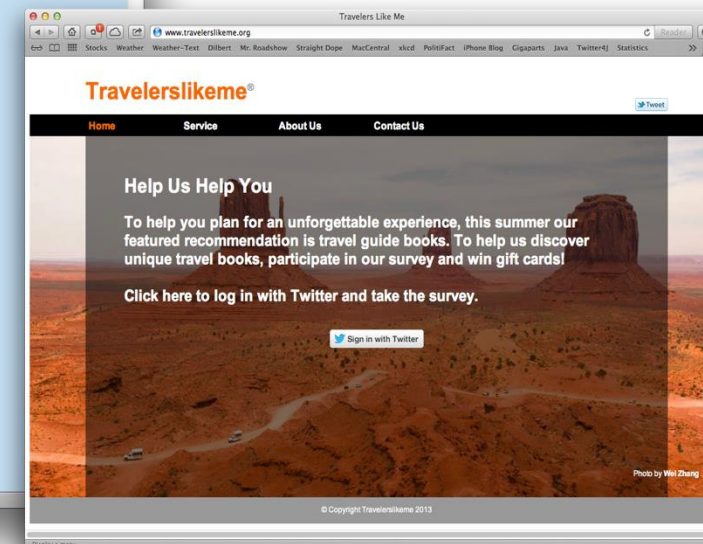 Travelers Like Me
www.travelerslikeme.org
Reader
Stocks Weather Weather-Text Dilbert Mr. Roadshow Straight Dope MacCentral xkcd PolitiFact iPhone Blog Gigaparts Java Twitter4J Statistics »
Travelerslikeme®
Tweet
Home Service About Us Contact Us
Help Us Help You
To help you plan for an unforgettable experience, this summer our
featured recommendation is travel guide books. To help us discover
unique travel books, participate in our survey and win gift cards!
Click here to log in with Twitter and take the survey.
Sign in with Twitter
Photo by Wei Zhang
© Copyright Travelerslikeme 2013